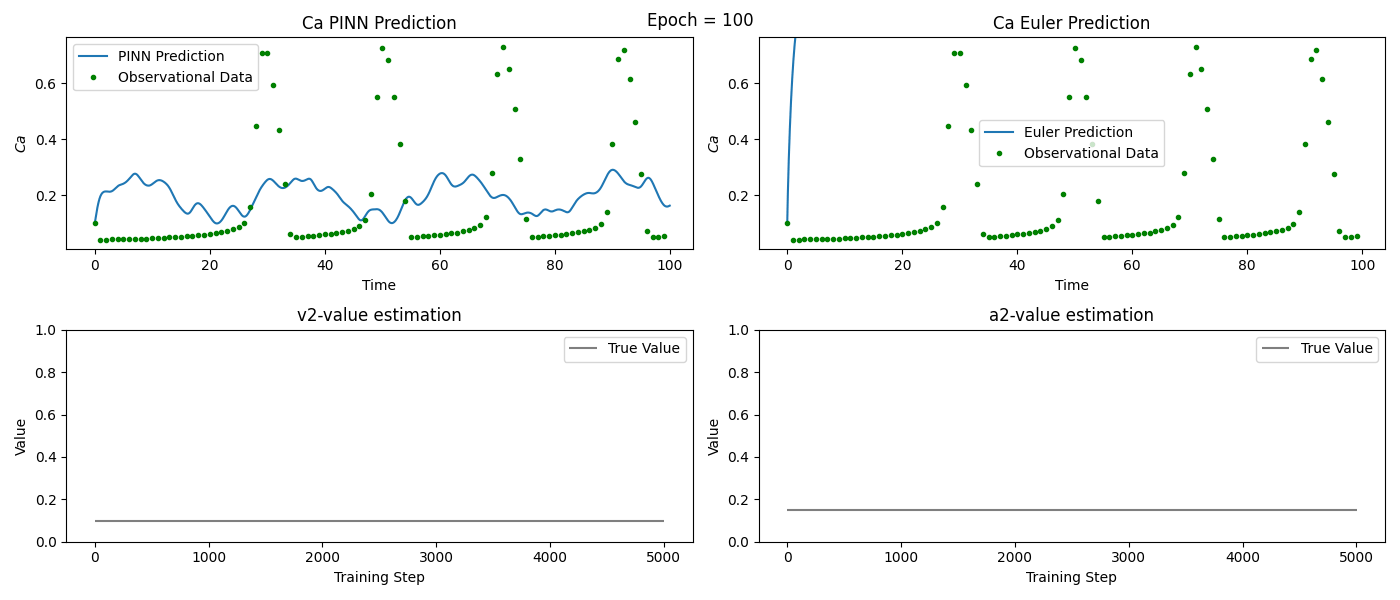 Epoch = 100
Ca PINN Prediction
PINN Prediction
Observational Data
Ca
0.6
0.4
0.2
0 20 40 60 80 100
Time
Ca Euler Prediction
Euler Prediction
Observational Data
Ca
0.6
0.4
0.2
0 20 40 60 80 100
Time
v2-value estimation
True Value
Value
1.0
0.8
0.6
0.4
0.2
0.0
0 1000 2000 3000 4000 5000
Training Step
a2-value estimation
True Value
Value
1.0
0.8
0.6
0.4
0.2
0.0
0 1000 2000 3000 4000 5000
Training Step